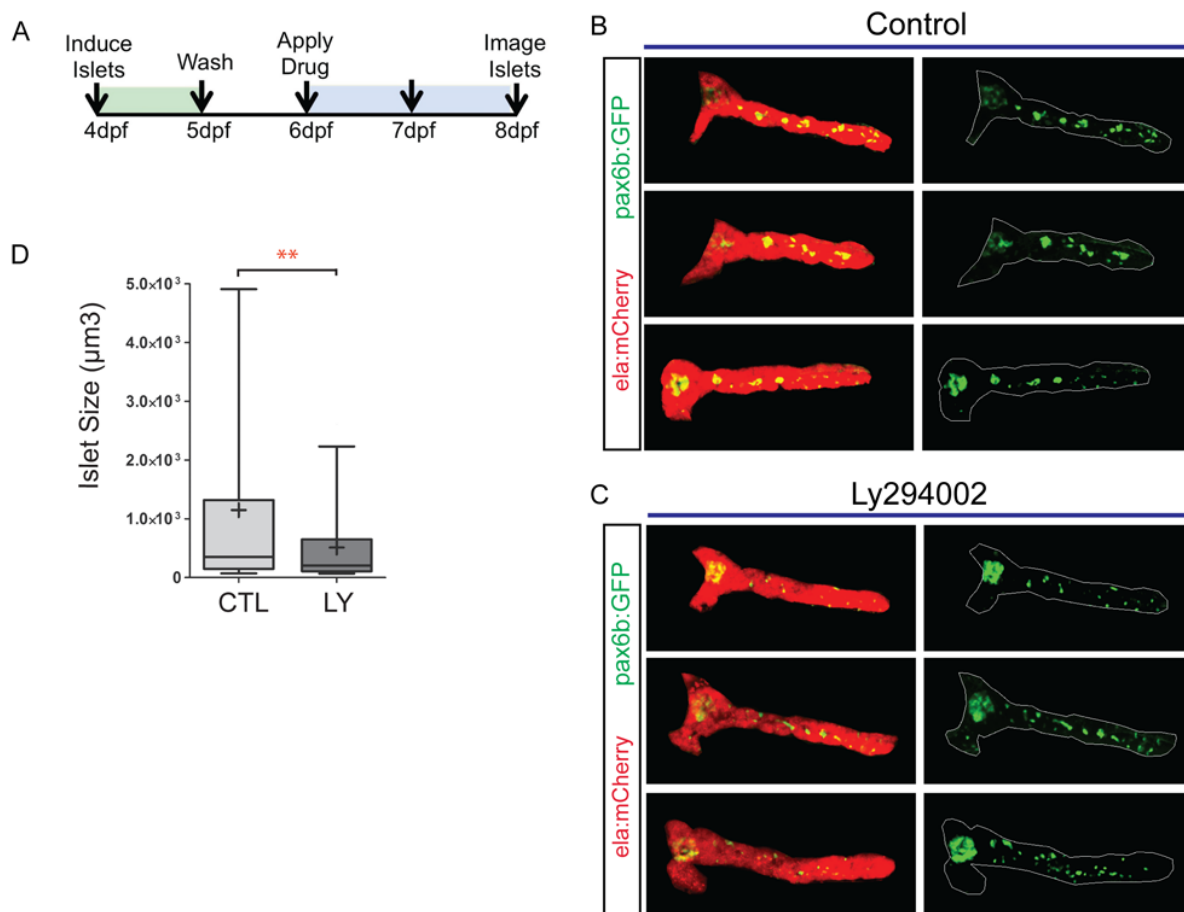 A
Induce
Islets
Wash
Apply
Drug
Image
Islets
4dpf
5dpf
6dpf
7dpf
8dpf
B
Control
pax6b:GFP
ela:mCherry
D
**
Islet Size (μm3)
5.0×10³
4.0×10³
3.0×10³
2.0×10³
1.0×10³
0
CTL
LY
C
Ly294002
pax6b:GFP
ela:mCherry